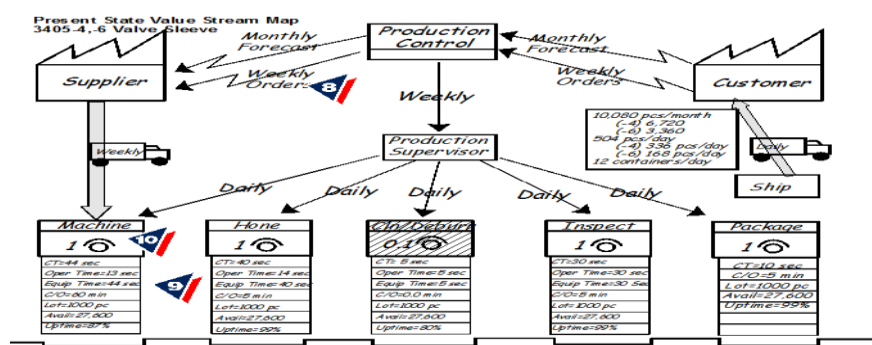 Present State Value Stream Map
3405-4,-6 Valve Sleeve
Monthly
Forecast
Production
Control
Monthly
Forecast
Supplier
Weekly
Orders
8
Weekly
Weekly
Orders
Customer
10,080 pcs/month
(-4) 6,720
(-6) 3,360
504 pcs/day
(-4) 336 pcs/day
(-6) 168 pcs/day
12 containers/day
Weekly
Production
Supervisor
Daily
Ship
Daily
Daily
Daily
Daily
Daily
Machine
1
10
Hone
1
Cln/Deburr
0.1
Inspect
1
Package
1
CT=44 sec
Oper Time=13 sec
Equip Time=44 sec
C/O=60 min
Lot=1000 pc
Avail=27,600
Uptime=87%
9
CT=40 sec
Oper Time=14 sec
Equip Time=40 sec
C/O=5 min
Lot=1000 pc
Avail=27,600
Uptime=99%
CT= 5 sec
Oper Time=5 sec
Equip Time=5 sec
C/O=0.0 min
Lot=1000 pc
Avail=27,600
Uptime=80%
CT=30 sec
Oper Time=30 sec
Equip Time=30 Sec
C/O=5 min
Lot=1000 pc
Avail=27,600
Uptime=99%
CT=10 sec
C/O=5 min
Lot=1000 pc
Avail=27,600
Uptime=99%